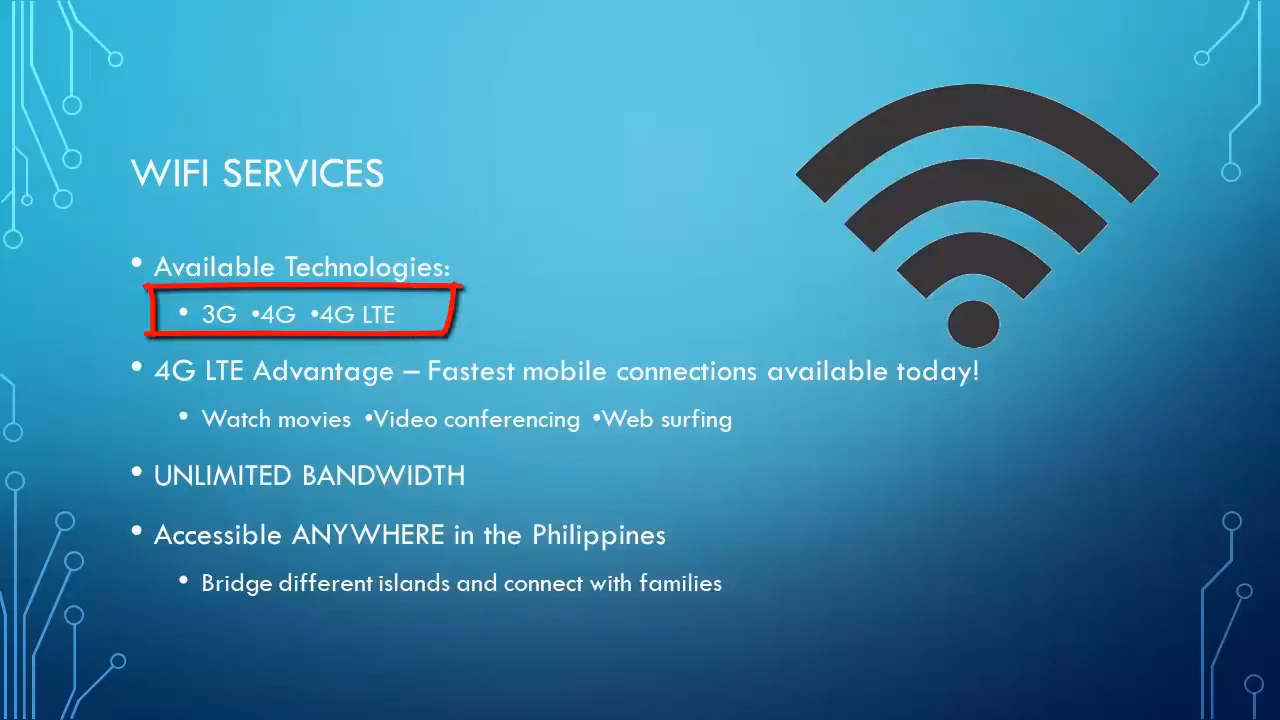 WIFI SERVICES
• Available Technologies:
• 3G •4G •4G LTE
• 4G LTE Advantage – Fastest mobile connections available today!
• Watch movies •Video conferencing •Web surfing
• UNLIMITED BANDWIDTH
• Accessible ANYWHERE in the Philippines
• Bridge different islands and connect with families